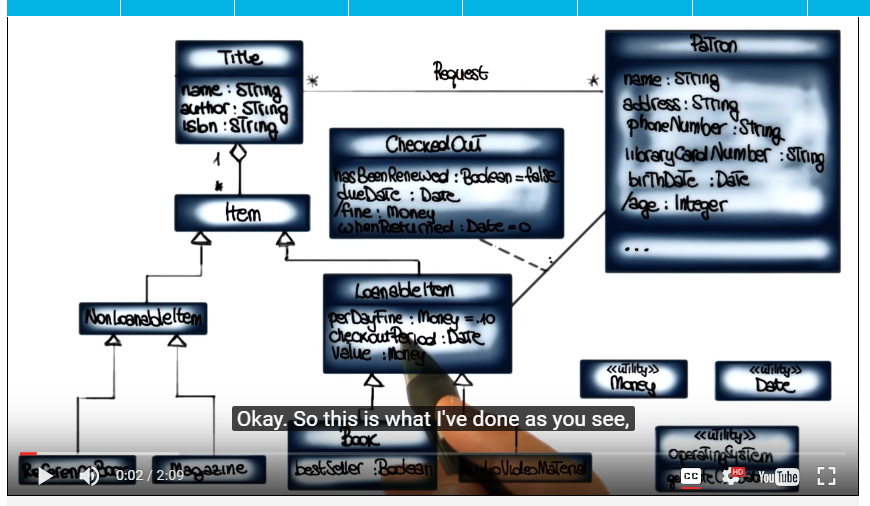 Title
name : STring
author : STring
isbn : STring
*
Request
*
Patron
name : STring
address : String
phoneNumber : String
libraryCardNumber : STring
birThDaTe : DaTe
/age : Integer
...
CheckedOut
hasBeenRenewed : Boolean = false
dueDaTe : DaTe
/fine : Money
whenReturned : DaTe = 0
1
*
Item
NonLoanableItem
LoanableItem
perDayFine : Money = .10
checkoutPeriod : DaTe
Value : Money
<<uTiliTy>>
Money
<<uTiliTy>>
DaTe
<<uTiliTy>>
OperaTingSysTem
Okay. So this is what I've done as you see,
Book
besTSeller : Boolean
Magazine
0:02 / 2:09
CC
HD
YouTube